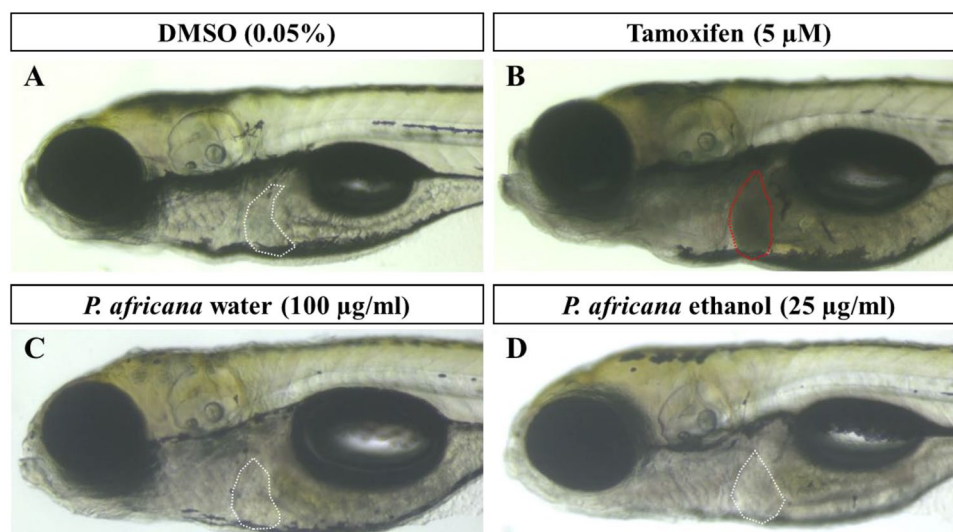 DMSO (0.05%)
Tamoxifen (5 µM)
A
B
P. africana water (100 µg/ml)
P. africana ethanol (25 µg/ml)
C
D